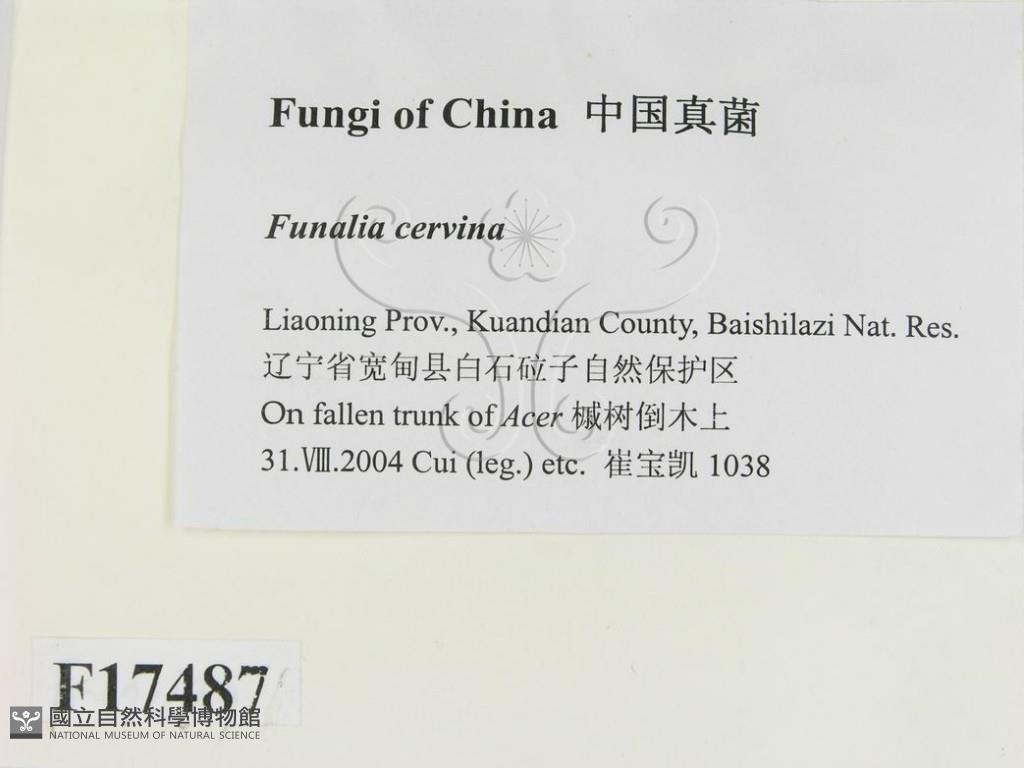 Fungi of China 中国真菌
Funalia cervina
Liaoning Prov., Kuandian County, Baishilazi Nat. Res.
辽宁省宽甸县白石砬子自然保护区
On fallen trunk of Acer 槭树倒木上
31.Ⅷ.2004 Cui (leg.) etc. 崔宝凯 1038
F17487
國立自然科學博物館
NATIONAL MUSEUM OF NATURAL SCIENCE